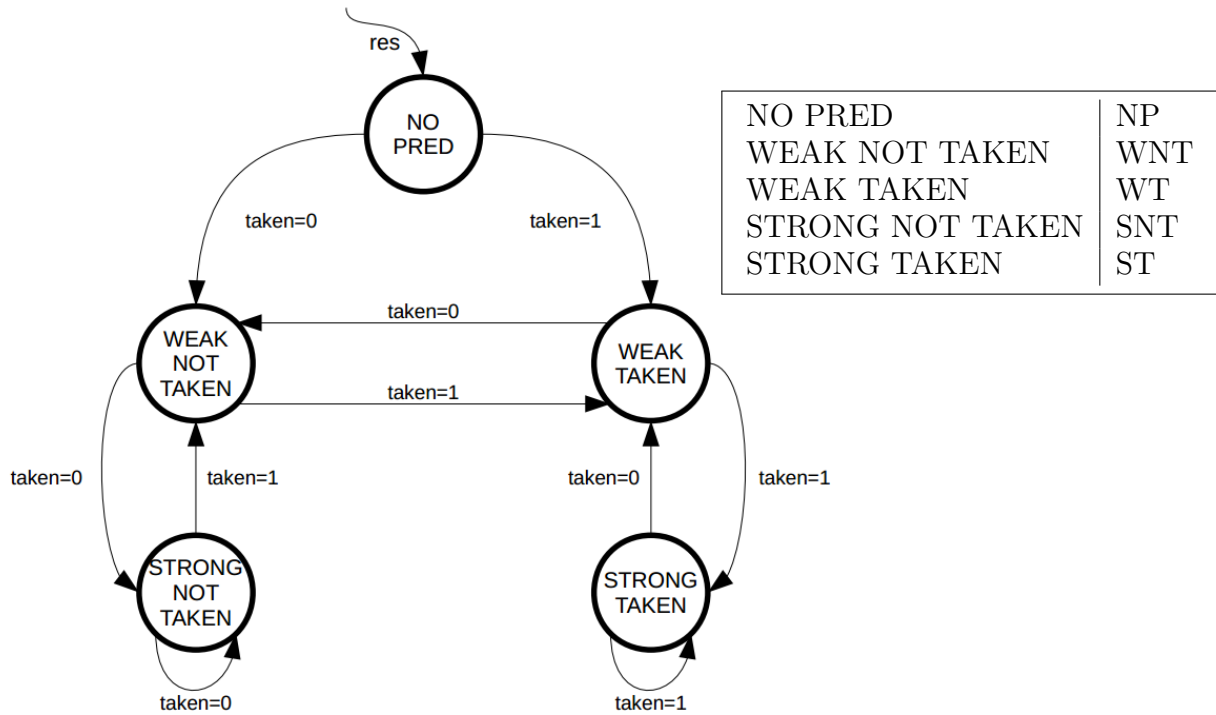 res
NO
PRED
taken=0
taken=1
WEAK
NOT
TAKEN
taken=0
taken=1
WEAK
TAKEN
taken=0
taken=1
taken=0
taken=1
STRONG
NOT
TAKEN
STRONG
TAKEN
taken=0
taken=1
NO PRED NP
WEAK NOT TAKEN WNT
WEAK TAKEN WT
STRONG NOT TAKEN SNT
STRONG TAKEN ST